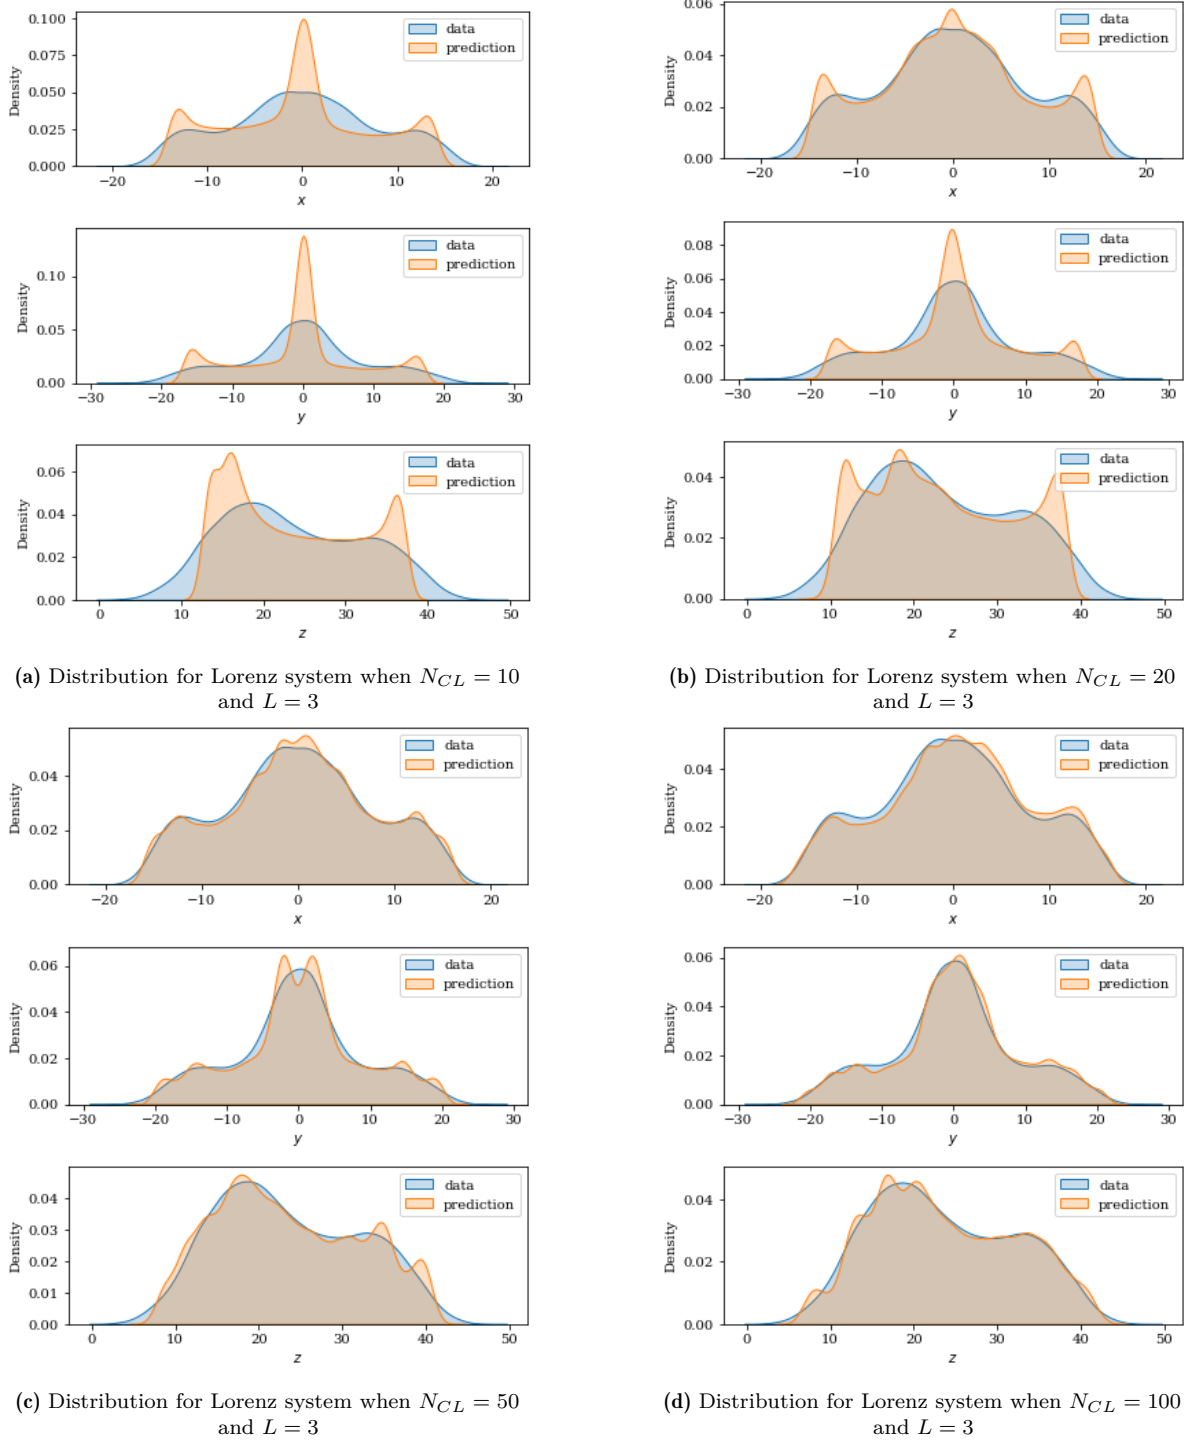 0.100
0.075
0.050
0.025
0.000
Density
data
prediction
−20 −10 0 10 20
x
0.10
0.05
0.00
Density
data
prediction
−30 −20 −10 0 10 20 30
y
0.06
0.04
0.02
0.00
Density
data
prediction
0 10 20 30 40 50
z
(a) Distribution for Lorenz system when N_{CL} = 10
and L = 3
0.06
0.04
0.02
0.00
Density
data
prediction
−20 −10 0 10 20
x
0.08
0.06
0.04
0.02
0.00
Density
data
prediction
−30 −20 −10 0 10 20 30
y
0.04
0.02
0.00
Density
data
prediction
0 10 20 30 40 50
z
(b) Distribution for Lorenz system when N_{CL} = 20
and L = 3
0.04
0.02
0.00
Density
data
prediction
−20 −10 0 10 20
x
0.06
0.04
0.02
0.00
Density
data
prediction
−30 −20 −10 0 10 20 30
y
0.04
0.03
0.02
0.01
0.00
Density
data
prediction
0 10 20 30 40 50
z
(c) Distribution for Lorenz system when N_{CL} = 50
and L = 3
0.04
0.02
0.00
Density
data
prediction
−20 −10 0 10 20
x
0.06
0.04
0.02
0.00
Density
data
prediction
−30 −20 −10 0 10 20 30
y
0.04
0.02
0.00
Density
data
prediction
0 10 20 30 40 50
z
(d) Distribution for Lorenz system when N_{CL} = 100
and L = 3